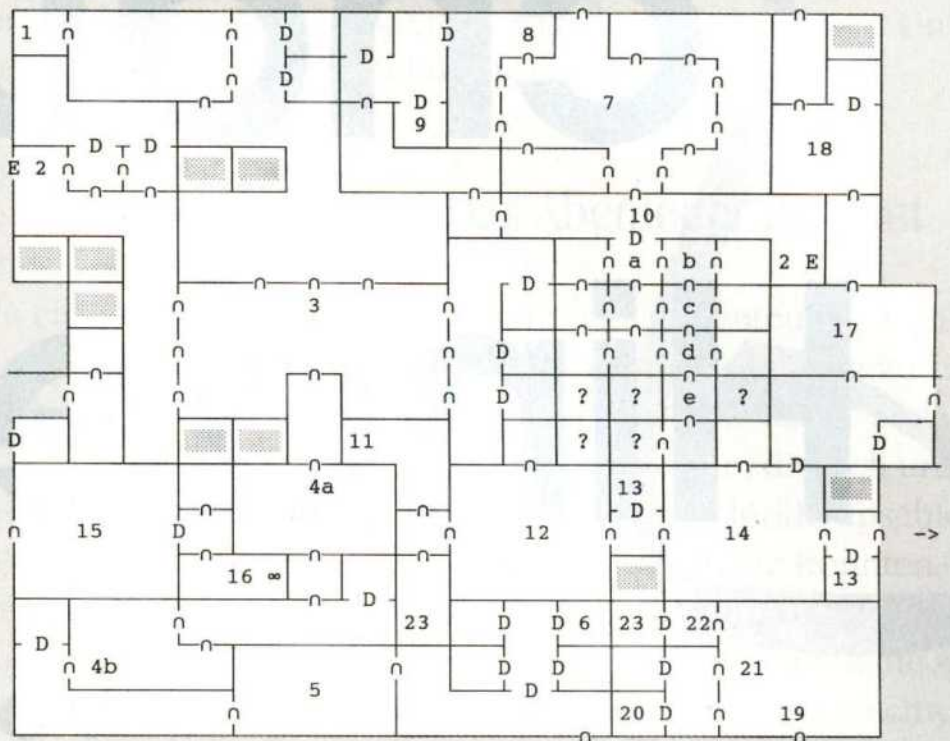 ∩ ∩
1 ∩ ∩ D D 8
∩ D ∩ ∩
D
∩ ∩ D 7 ∩ ∩ D
9 ∩ ∩
D D ∩ ∩ 18
E 2 ∩ ∩ ∩ ∩
∩ ∩ ∩ ∩ ∩
∩ 10
D
∩ a ∩ b ∩ 2 E
∩ ∩ ∩ D ∩ ∩ ∩
∩ 3 ∩ c ∩
∩ ∩ ∩ 17
∩ ∩ D ∩ d ∩
∩ ∩ ∩ ∩
∩ ∩ ∩ D ? ? e ? ∩
∩
D 11 ? ? ∩ D
∩ ∩ ∩ D
4a 13
∩ ∩ D
∩ 15 D ∩ 12 ∩ ∩ 14 ∩ ∩ ->
∩ ∩ ∩ D
16 ∞ 13
∩ D
23 D D 6 23 D 22 ∩
D ∩ ∩
∩ 4b ∩ D D D 21
5 D
20 D ∩ 19
∩ ∩ ∩